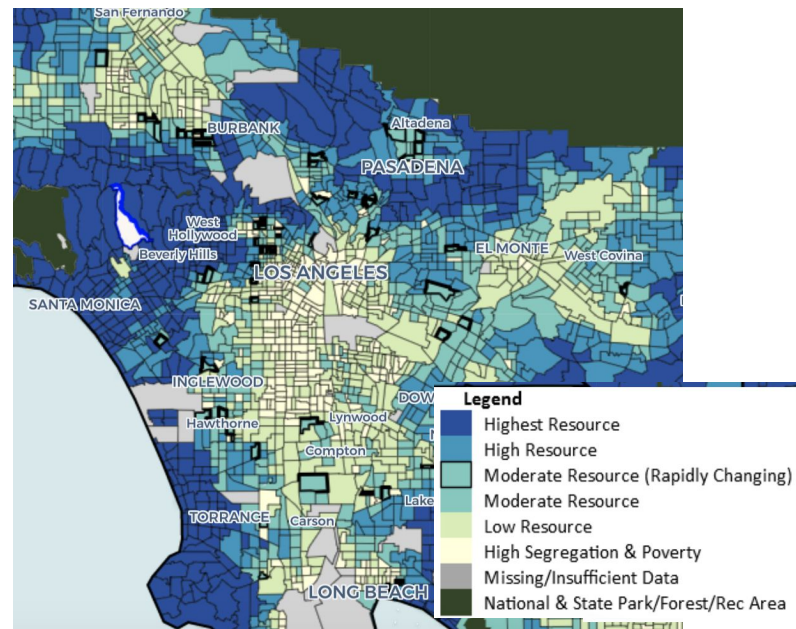 San Fernando
BURBANK
Altadena
PASADENA
West
Hollywood
Beverly Hills
EL MONTE
West Covina
LOS ANGELES
SANTA MONICA
INGLEWOOD
Hawthorne
Lynwood
DOW
Compton
Lake
TORRANCE
Carson
LONG BEACH
Legend
Highest Resource
High Resource
Moderate Resource (Rapidly Changing)
Moderate Resource
Low Resource
High Segregation & Poverty
Missing/Insufficient Data
National & State Park/Forest/Rec Area